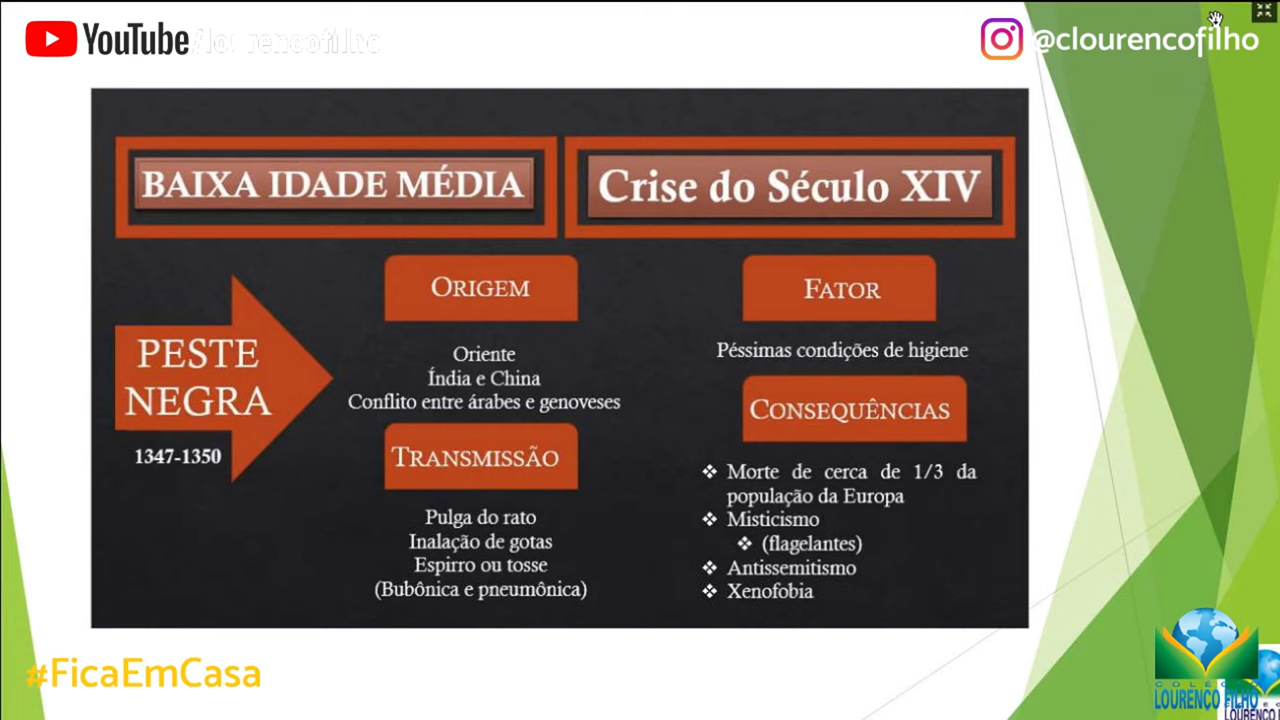 YouTube /lourencofilho
@clourencofilho
BAIXA IDADE MÉDIA
Crise do Século XIV
PESTE
NEGRA
1347-1350
ORIGEM
Oriente
Índia e China
Conflito entre árabes e genoveses
TRANSMISSÃO
Pulga do rato
Inalação de gotas
Espirro ou tosse
(Bubônica e pneumônica)
FATOR
Péssimas condições de higiene
CONSEQUÊNCIAS
❖ Morte de cerca de 1/3 da
população da Europa
❖ Misticismo
❖ (flagelantes)
❖ Antissemitismo
❖ Xenofobia
#FicaEmCasa
LOURENÇO FILHO
LOURENÇO